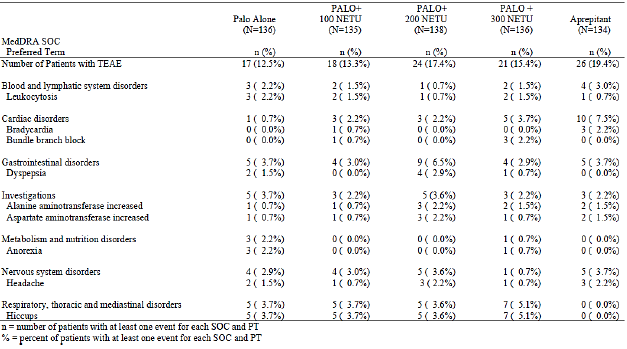 Palo Alone (N=136) PALO+ 100 NETU (N=135) PALO+ 200 NETU (N=138) PALO + 300 NETU (N=136) Aprepitant (N=134)
MedDRA SOC
Preferred Term n (%) n (%) n (%) n (%) n (%)
Number of Patients with TEAE 17 (12.5%) 18 (13.3%) 24 (17.4%) 21 (15.4%) 26 (19.4%)
Blood and lymphatic system disorders 3 ( 2.2%) 2 ( 1.5%) 1 ( 0.7%) 2 ( 1.5%) 4 ( 3.0%)
Leukocytosis 3 ( 2.2%) 2 ( 1.5%) 1 ( 0.7%) 2 ( 1.5%) 1 ( 0.7%)
Cardiac disorders 1 ( 0.7%) 3 ( 2.2%) 3 ( 2.2%) 5 ( 3.7%) 10 ( 7.5%)
Bradycardia 0 ( 0.0%) 1 ( 0.7%) 0 ( 0.0%) 0 ( 0.0%) 3 ( 2.2%)
Bundle branch block 0 ( 0.0%) 1 ( 0.7%) 0 ( 0.0%) 3 ( 2.2%) 0 ( 0.0%)
Gastrointestinal disorders 5 ( 3.7%) 4 ( 3.0%) 9 ( 6.5%) 4 ( 2.9%) 5 ( 3.7%)
Dyspepsia 2 ( 1.5%) 0 ( 0.0%) 4 ( 2.9%) 1 ( 0.7%) 0 ( 0.0%)
Investigations 5 ( 3.7%) 3 ( 2.2%) 5 (3.6%) 3 ( 2.2%) 3 ( 2.2%)
Alanine aminotransferase increased 1 ( 0.7%) 1 ( 0.7%) 3 ( 2.2%) 2 ( 1.5%) 2 ( 1.5%)
Aspartate aminotransferase increased 1 ( 0.7%) 1 ( 0.7%) 3 ( 2.2%) 1 ( 0.7%) 2 ( 1.5%)
Metabolism and nutrition disorders 3 ( 2.2%) 0 ( 0.0%) 0 ( 0.0%) 1 ( 0.7%) 0 ( 0.0%)
Anorexia 3 ( 2.2%) 0 ( 0.0%) 0 ( 0.0%) 1 ( 0.7%) 0 ( 0.0%)
Nervous system disorders 4 ( 2.9%) 4 ( 3.0%) 5 ( 3.6%) 1 ( 0.7%) 5 ( 3.7%)
Headache 2 ( 1.5%) 1 ( 0.7%) 3 ( 2.2%) 1 ( 0.7%) 3 ( 2.2%)
Respiratory, thoracic and mediastinal disorders 5 ( 3.7%) 5 ( 3.7%) 5 ( 3.6%) 7 ( 5.1%) 0 ( 0.0%)
Hiccups 5 ( 3.7%) 5 ( 3.7%) 5 ( 3.6%) 7 ( 5.1%) 0 ( 0.0%)
n = number of patients with at least one event for each SOC and PT
% = percent of patients with at least one event for each SOC and PT